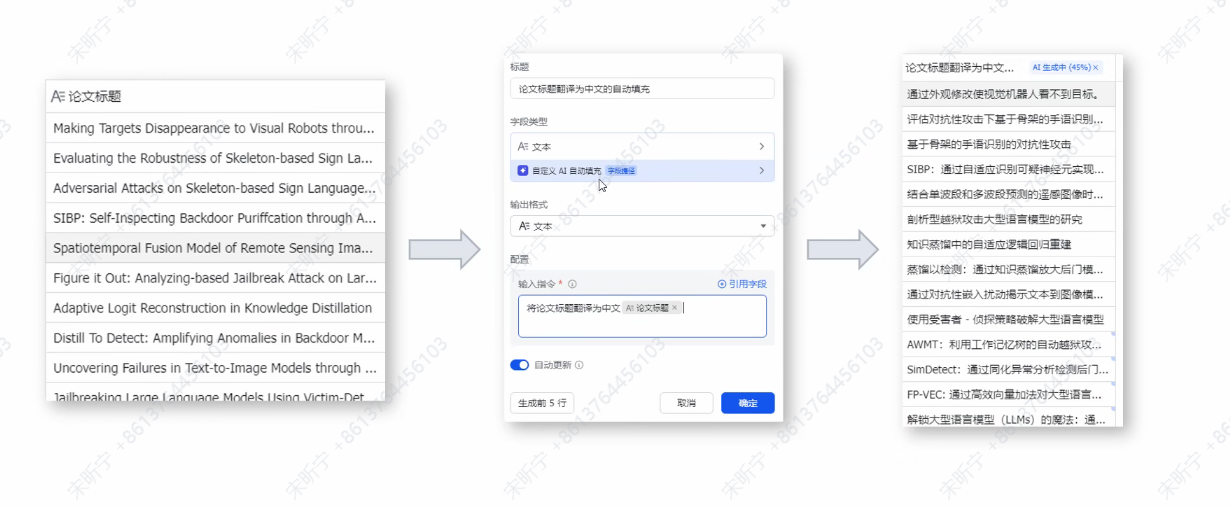 论文标题
Making Targets Disappearance to Visual Robots throu...
Evaluating the Robustness of Skeleton-based Sign La...
Adversarial Attacks on Skeleton-based Sign Language...
SIBP: Self-Inspecting Backdoor Puriffcation through A...
Spatiotemporal Fusion Model of Remote Sensing Ima...
Figure it Out: Analyzing-based Jailbreak Attack on Lar...
Adaptive Logit Reconstruction in Knowledge Distillation
Distill To Detect: Amplifying Anomalies in Backdoor M...
Uncovering Failures in Text-to-Image Models through ...
Jailbreaking Large Language Models Using Victim-Det
标题
论文标题翻译为中文的自动填充
字段类型
文本
自定义 AI 自动填充 字段捷径
输出格式
文本
配置
输入指令 * 引用字段
将论文标题翻译为中文 论文标题 ×
自动更新
生成前 5 行 取消 确定
论文标题翻译为中文... AI 生成中 (45%) ×
通过外观修改使视觉机器人看不到目标。
评估对抗性攻击下基于骨架的手语识别...
基于骨架的手语识别的对抗性攻击
SIBP：通过自适应识别可疑神经元实现...
结合单波段和多波段预测的遥感图像时...
剖析型越狱攻击大型语言模型的研究
知识蒸馏中的自适应逻辑回归重建
蒸馏以检测：通过知识蒸馏放大后门模...
通过对抗性嵌入扰动揭示文本到图像模...
使用受害者 - 侦探策略破解大型语言模型
AWMT：利用工作记忆树的自动越狱攻...
SimDetect：通过同化异常分析检测后门...
FP-VEC: 通过高效向量加法对大型语言...
解锁大型语言模型（LLMs）的魔法：通...
宋昕宁 +8613764456103